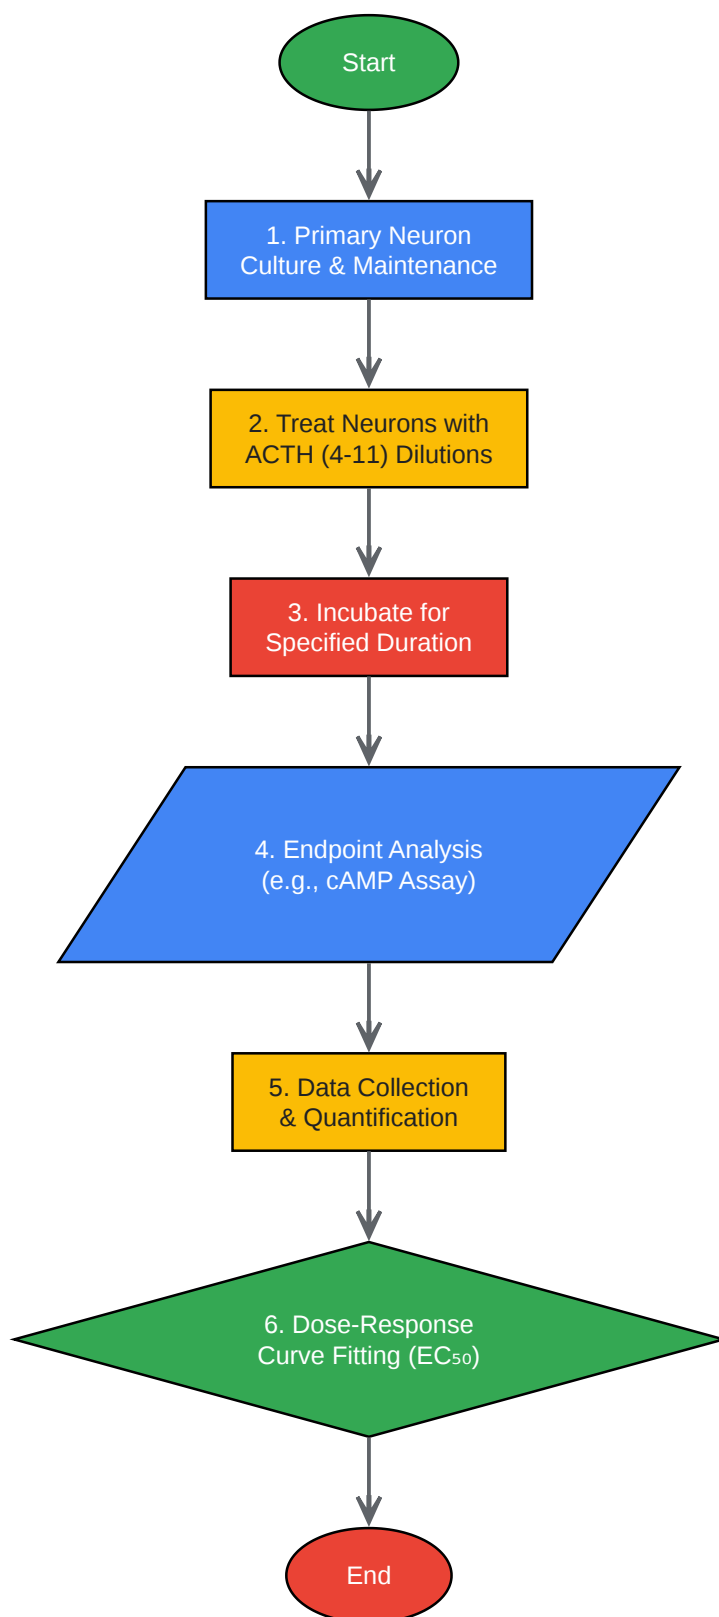 Start
1. Primary Neuron
Culture & Maintenance
2. Treat Neurons with
ACTH (4-11) Dilutions
3. Incubate for
Specified Duration
4. Endpoint Analysis
(e.g., cAMP Assay)
5. Data Collection
& Quantification
6. Dose-Response
Curve Fitting (EC₅₀)
End